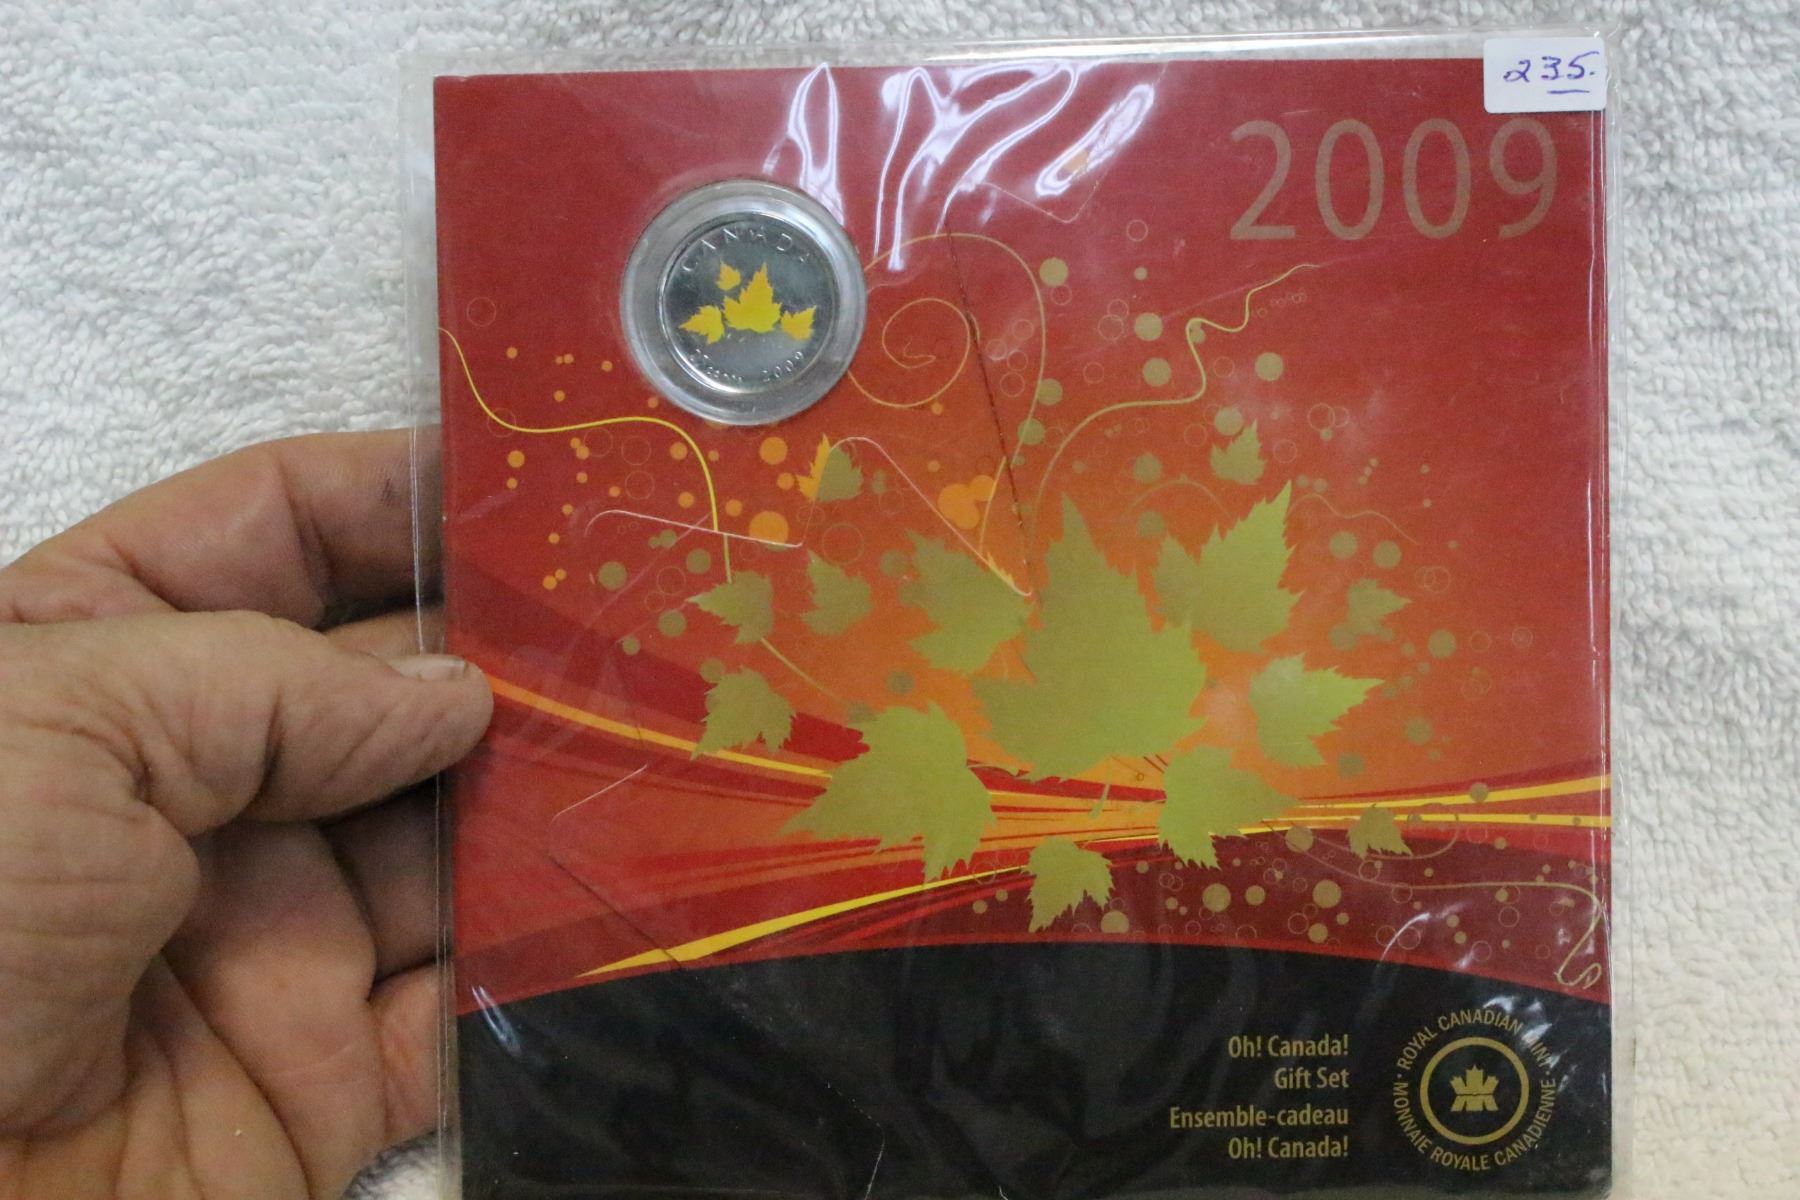 235.
2009
CANADA
2009
Oh! Canada!
Gift Set
Ensemble-cadeau
Oh! Canada!
ROYAL CANADIAN MINT · MONNAIE ROYALE CANADIENNE ·